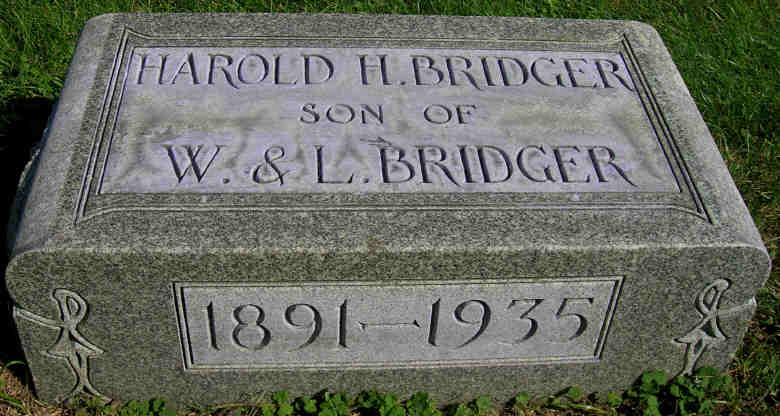 HAROLD H. BRIDGER
SON OF
W. & L. BRIDGER
1891–1935